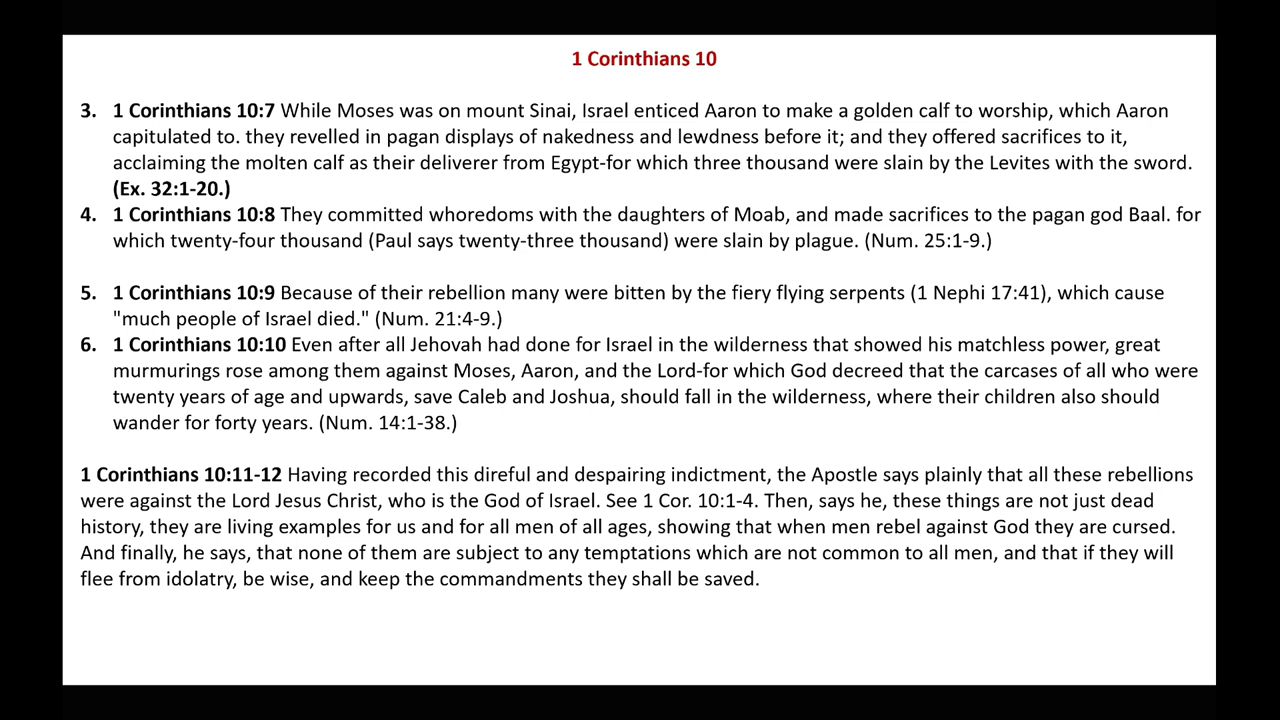 1 Corinthians 10
3. 1 Corinthians 10:7 While Moses was on mount Sinai, Israel enticed Aaron to make a golden calf to worship, which Aaron
capitulated to. they revelled in pagan displays of nakedness and lewdness before it; and they offered sacrifices to it,
acclaiming the molten calf as their deliverer from Egypt-for which three thousand were slain by the Levites with the sword.
(Ex. 32:1-20.)
4. 1 Corinthians 10:8 They committed whoredoms with the daughters of Moab, and made sacrifices to the pagan god Baal. for
which twenty-four thousand (Paul says twenty-three thousand) were slain by plague. (Num. 25:1-9.)
5. 1 Corinthians 10:9 Because of their rebellion many were bitten by the fiery flying serpents (1 Nephi 17:41), which cause
"much people of Israel died." (Num. 21:4-9.)
6. 1 Corinthians 10:10 Even after all Jehovah had done for Israel in the wilderness that showed his matchless power, great
murmurings rose among them against Moses, Aaron, and the Lord-for which God decreed that the carcases of all who were
twenty years of age and upwards, save Caleb and Joshua, should fall in the wilderness, where their children also should
wander for forty years. (Num. 14:1-38.)
1 Corinthians 10:11-12 Having recorded this direful and despairing indictment, the Apostle says plainly that all these rebellions
were against the Lord Jesus Christ, who is the God of Israel. See 1 Cor. 10:1-4. Then, says he, these things are not just dead
history, they are living examples for us and for all men of all ages, showing that when men rebel against God they are cursed.
And finally, he says, that none of them are subject to any temptations which are not common to all men, and that if they will
flee from idolatry, be wise, and keep the commandments they shall be saved.